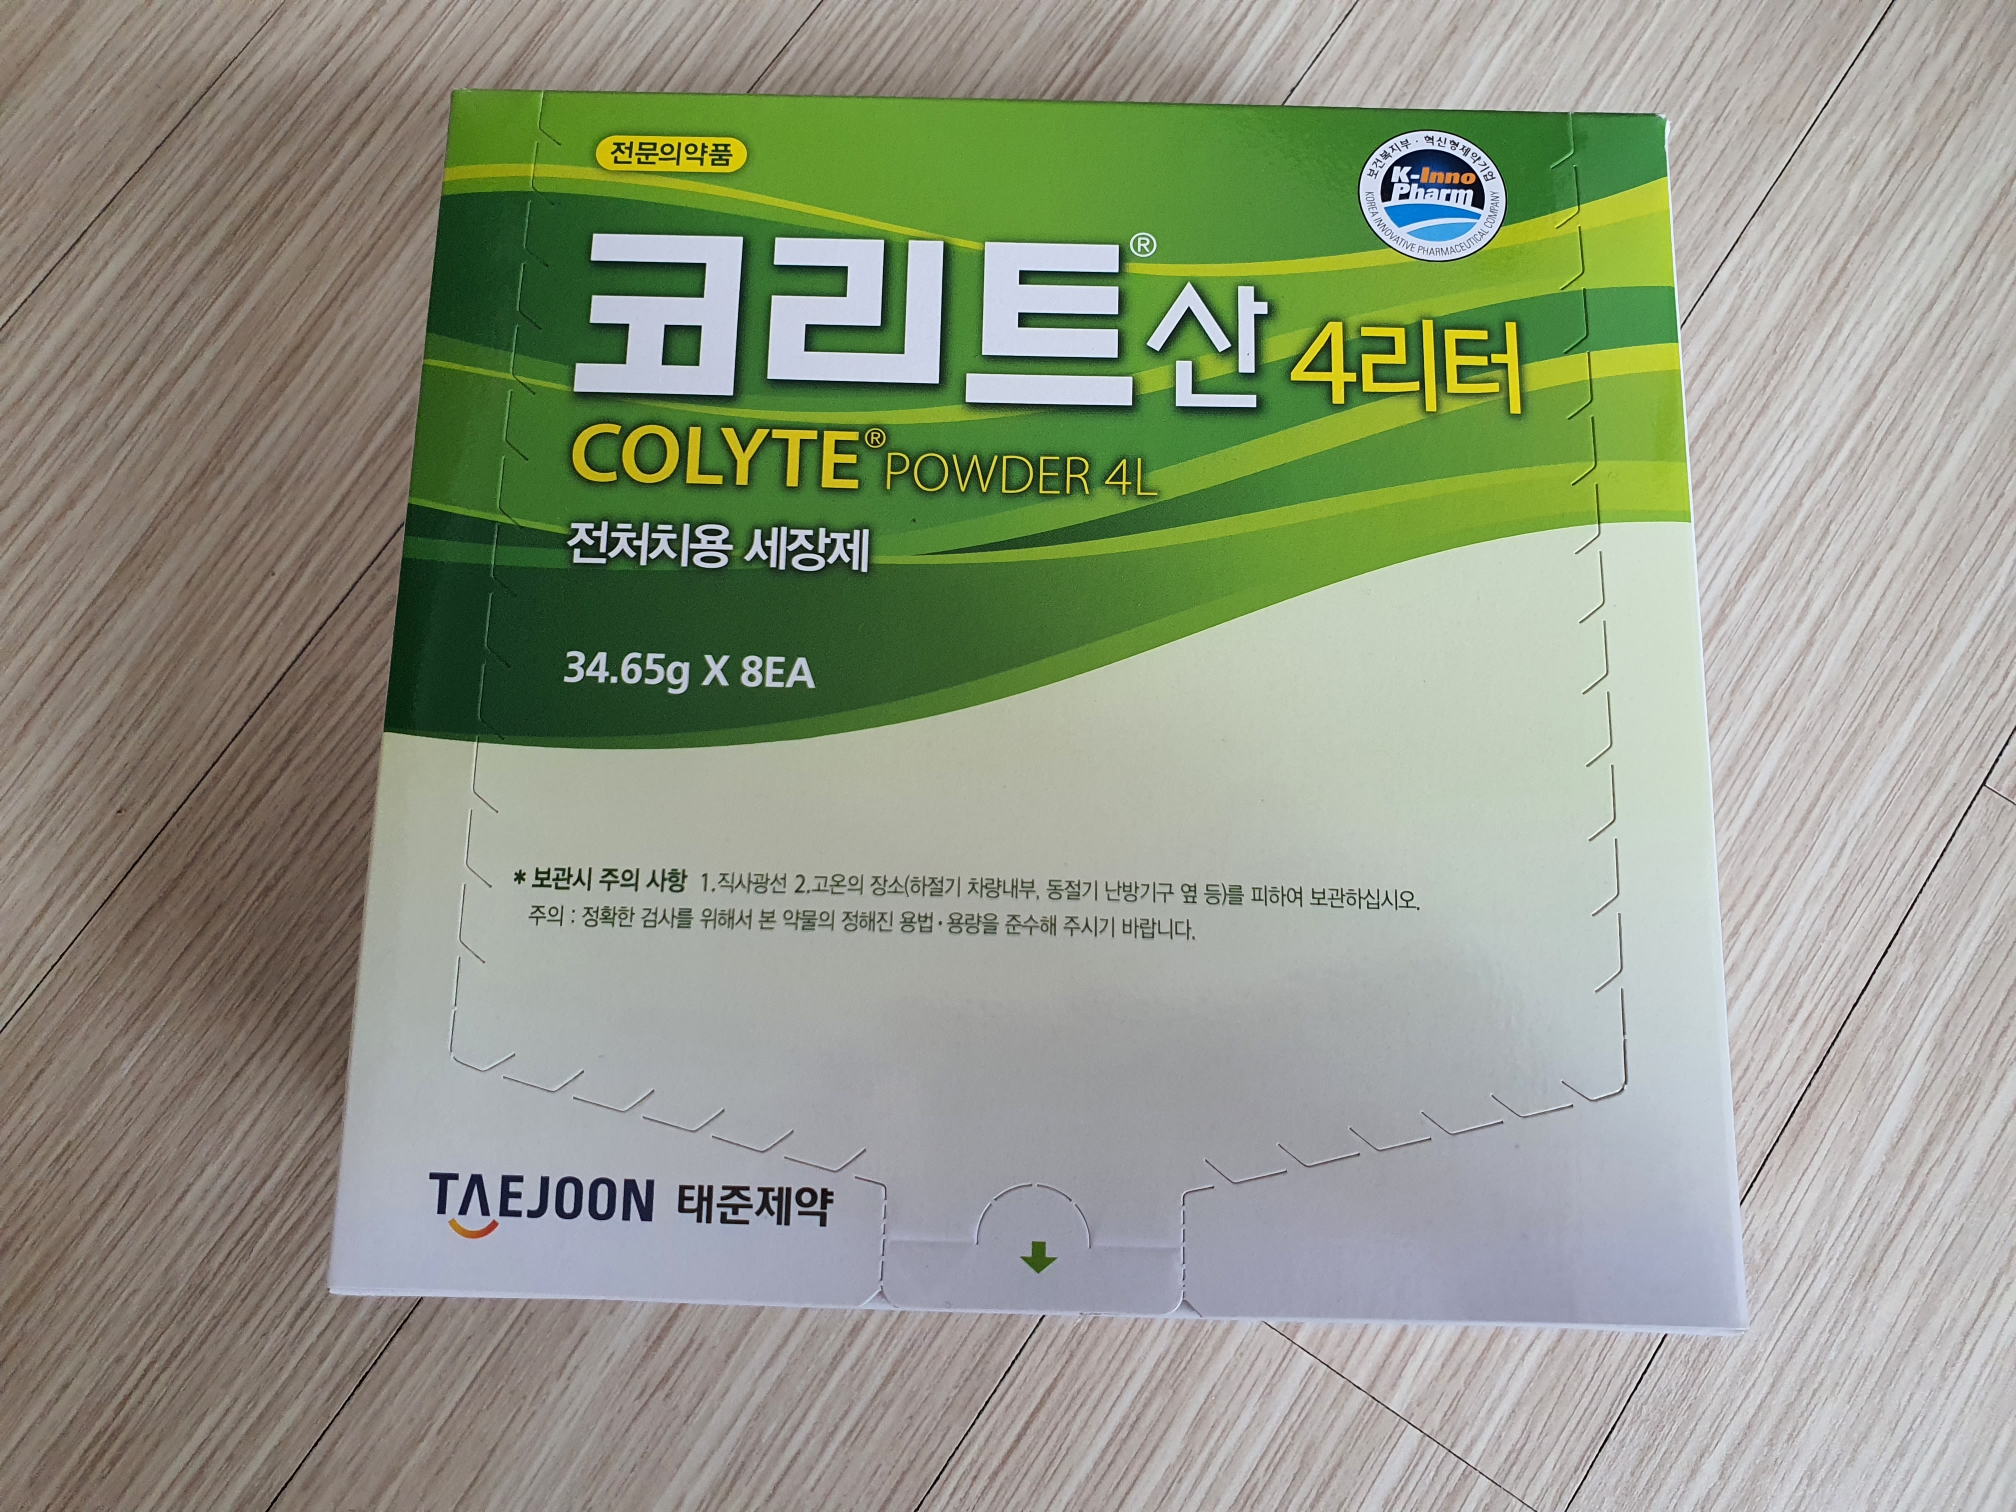 전문의약품
보건복지부 · 혁신형제약기업
K-Inno
Pharm
KOREA INNOVATIVE PHARMACEUTICAL COMPANY
코리트® 산 4리터
COLYTE® POWDER 4L
전처치용 세장제
34.65g X 8EA
* 보관시 주의 사항 1.직사광선 2.고온의 장소(하절기 차량내부, 동절기 난방기구 옆 등)를 피하여 보관하십시오.
주의 : 정확한 검사를 위해서 본 약물의 정해진 용법·용량을 준수해 주시기 바랍니다.
TAEJOON 태준제약